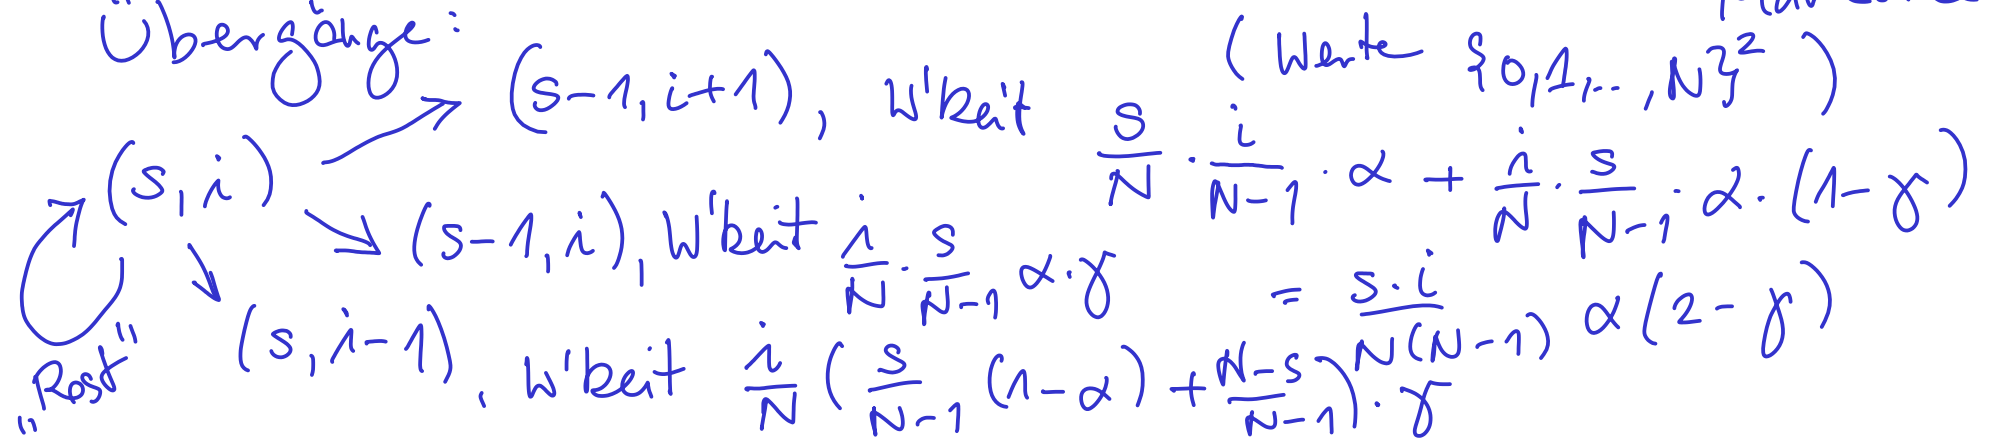 Übergänge:
(Werte {0,1,..,N}²)
(s-1, i+1), W'keit s/N · i/(N-1) · α + i/N · s/(N-1) · α · (1-γ)
= s·i/(N(N-1)) α(2-γ)
(s, i)
(s-1, i), W'keit i/N · s/(N-1) α·γ
(s, i-1), W'keit i/N (s/(N-1) (1-α) + (N-s)/(N-1)) · γ
„Rest"